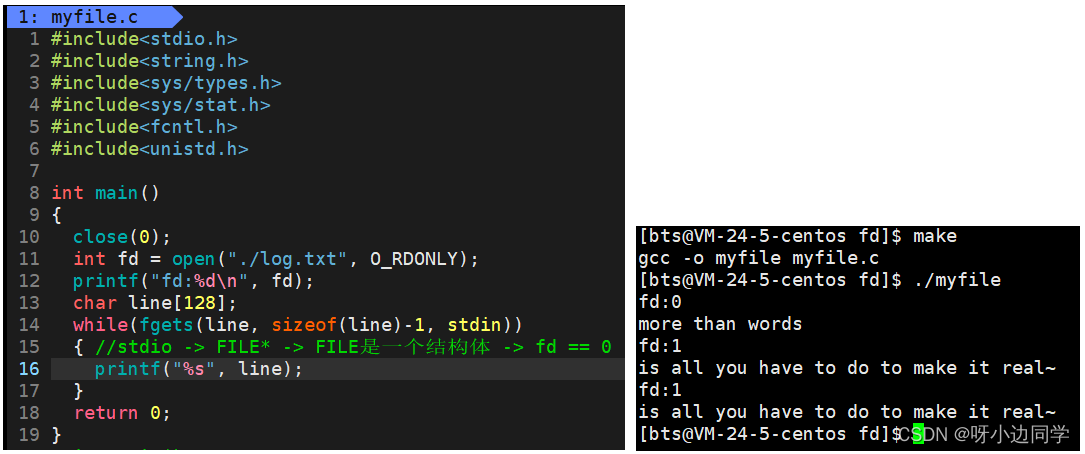 1: myfile.c
1 #include<stdio.h>
2 #include<string.h>
3 #include<sys/types.h>
4 #include<sys/stat.h>
5 #include<fcntl.h>
6 #include<unistd.h>
7
8 int main()
9 {
10   close(0);
11   int fd = open("./log.txt", O_RDONLY);
12   printf("fd:%d\n", fd);
13   char line[128];
14   while(fgets(line, sizeof(line)-1, stdin))
15   { //stdio -> FILE* -> FILE是一个结构体 -> fd == 0
16     printf("%s", line);
17   }
18   return 0;
19 }
[bts@VM-24-5-centos fd]$ make
gcc -o myfile myfile.c
[bts@VM-24-5-centos fd]$ ./myfile
fd:0
more than words
fd:1
is all you have to do to make it real~
fd:1
is all you have to do to make it real~
[bts@VM-24-5-centos fd]$
CSDN @呀小边同学